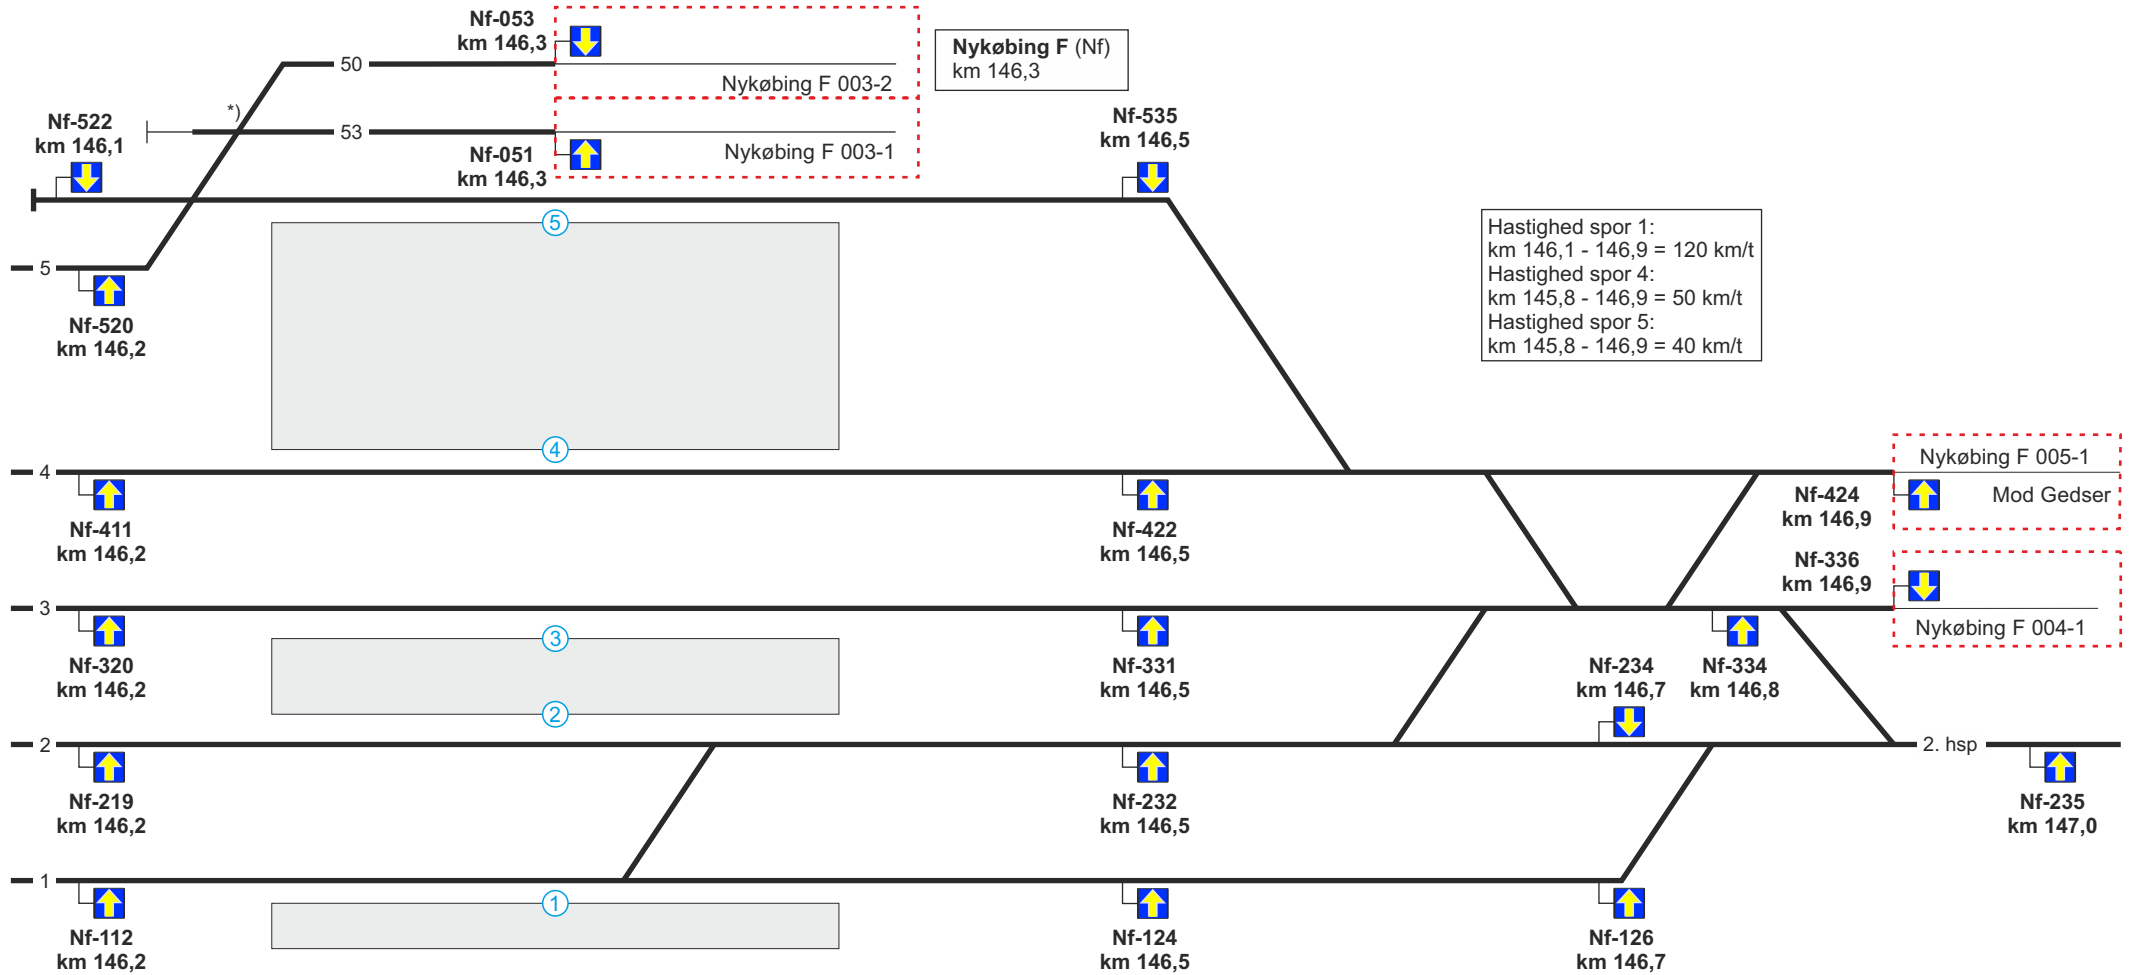 Nf-053
km 146,3
50
Nykøbing F 003-2
Nykøbing F (Nf)
km 146,3
*)
53
Nf-051
km 146,3
Nykøbing F 003-1
Nf-522
km 146,1
Nf-535
km 146,5
5
5
Nf-520
km 146,2
Hastighed spor 1:
km 146,1 - 146,9 = 120 km/t
Hastighed spor 4:
km 145,8 - 146,9 = 50 km/t
Hastighed spor 5:
km 145,8 - 146,9 = 40 km/t
4
4
Nf-411
km 146,2
Nf-422
km 146,5
Nf-424
km 146,9
Nykøbing F 005-1
Mod Gedser
Nf-336
km 146,9
Nykøbing F 004-1
3
3
Nf-320
km 146,2
Nf-331
km 146,5
Nf-234
km 146,7
Nf-334
km 146,8
2
2
2. hsp
Nf-219
km 146,2
Nf-232
km 146,5
Nf-235
km 147,0
1
1
Nf-112
km 146,2
Nf-124
km 146,5
Nf-126
km 146,7